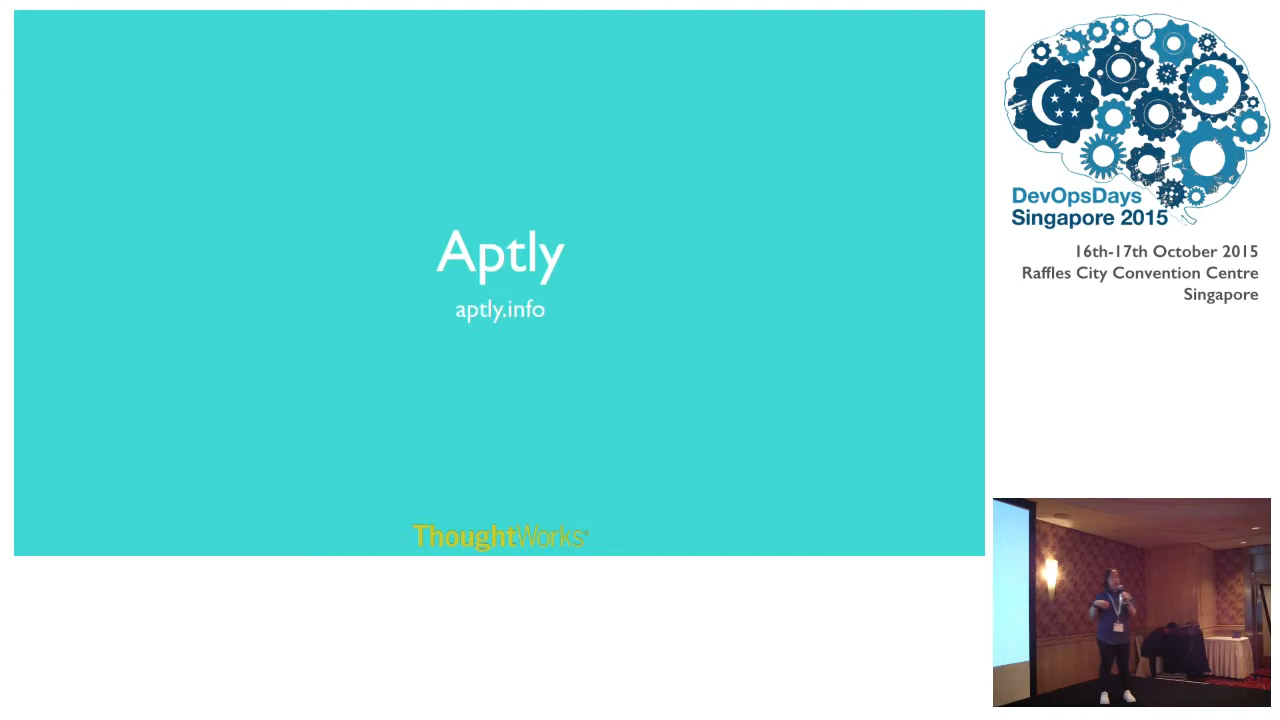 Aptly
aptly.info
ThoughtWorks®
DevOpsDays
Singapore 2015
16th-17th October 2015
Raffles City Convention Centre
Singapore